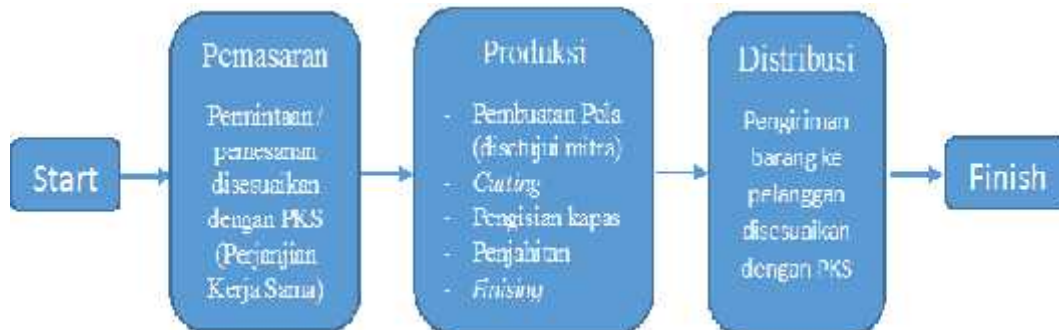 Start
Pemasaran
Permintaan /
pemesanan
disesuaikan
dengan PKS
(Perjanjian
Kerja Sama)
Produksi
- Pembuatan Pola
(disetujui mitra)
- Cutting
- Pengisian kapas
- Penjahitan
- Finising
Distribusi
Pengiriman
barang ke
pelanggan
disesuaikan
dengan PKS
Finish